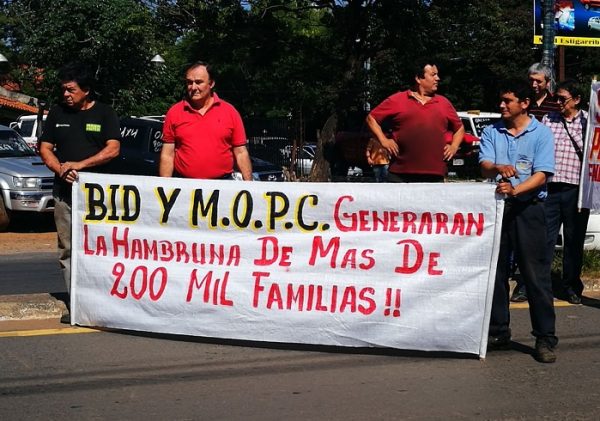 BID Y M.O.P.C. GENERARAN
LA HAMBRUNA DE MAS DE
200 MIL FAMILIAS!!